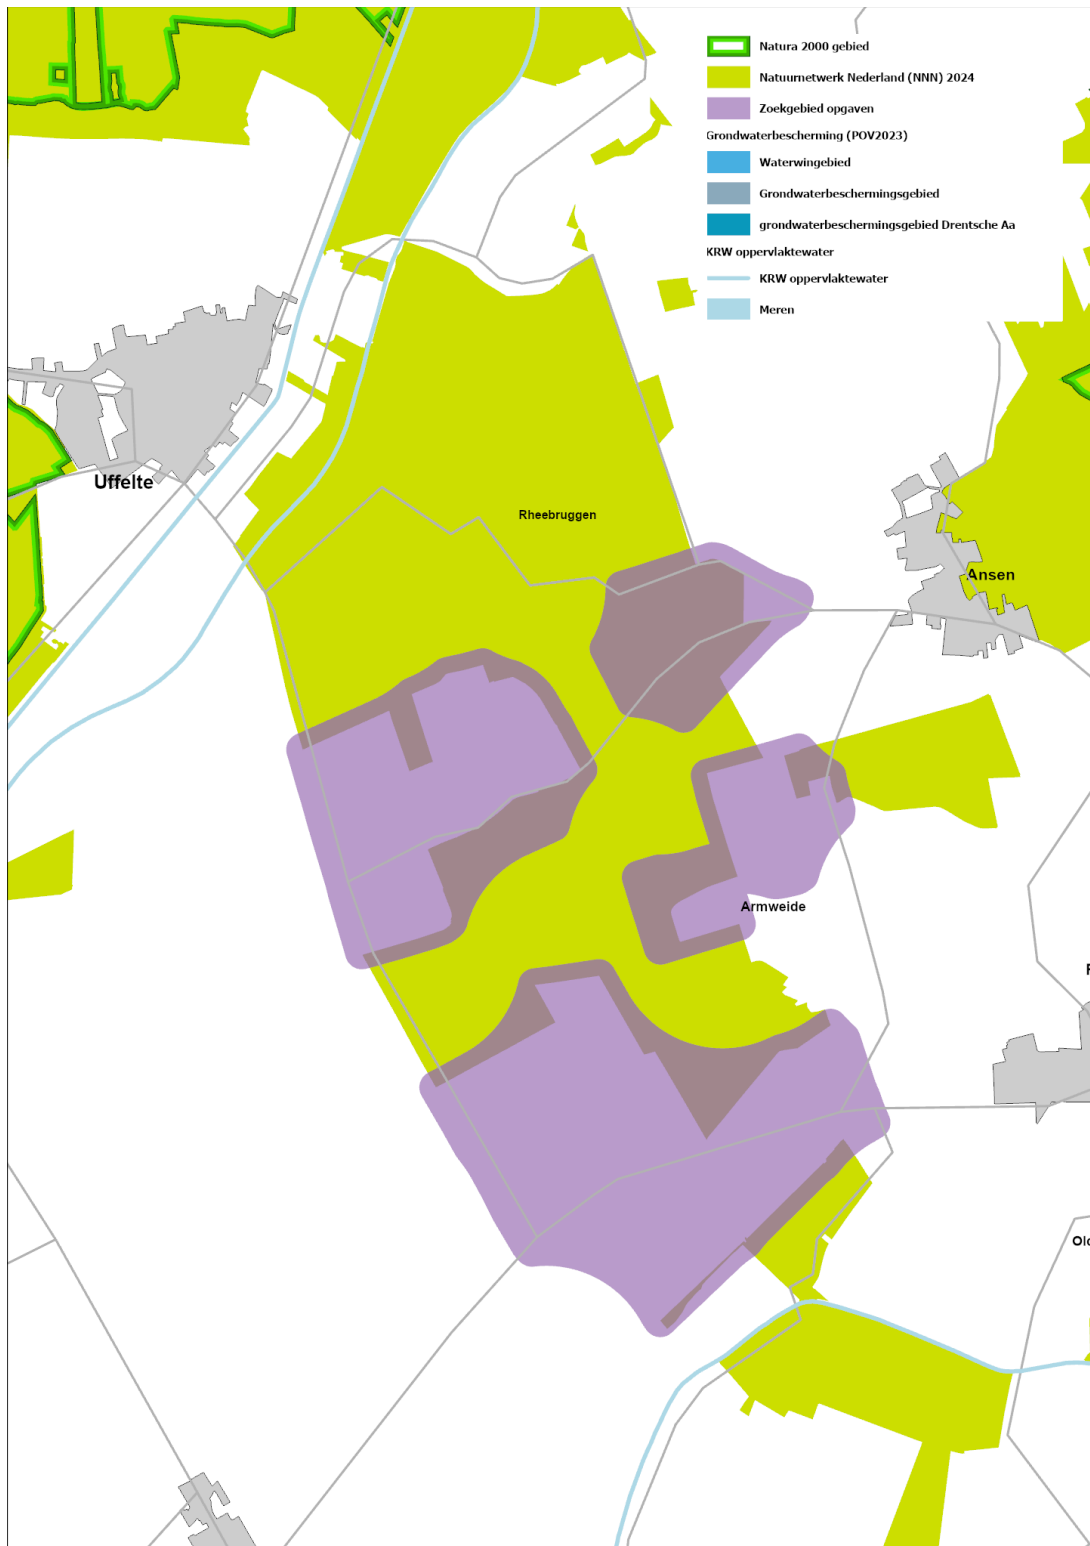 Natura 2000 gebied
Natuurnetwerk Nederland (NNN) 2024
Zoekgebied opgaven
Grondwaterbescherming (POV2023)
Waterwingebied
Grondwaterbeschermingsgebied
grondwaterbeschermingsgebied Drentsche Aa
KRW oppervlaktewater
KRW oppervlaktewater
Meren
Uffelte
Rheebruggen
Ansen
Armweide